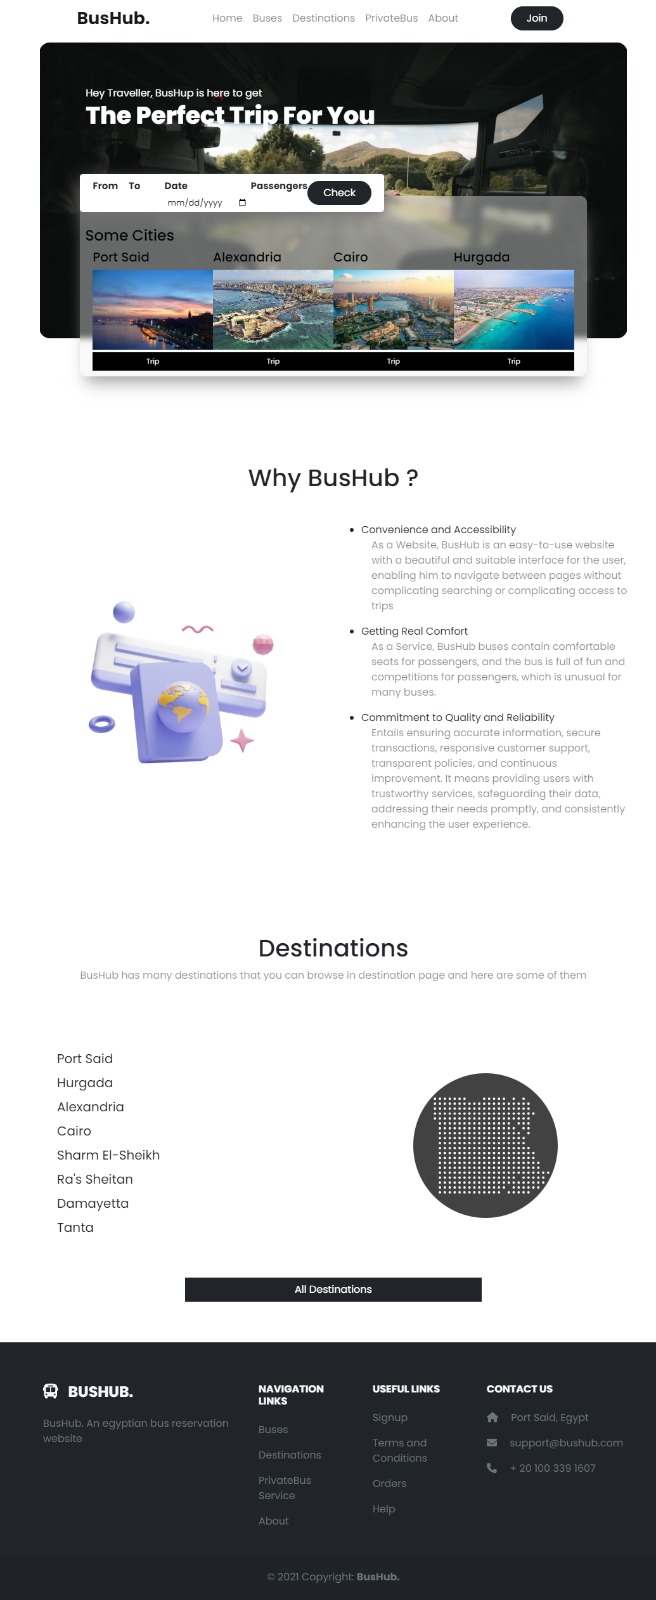 BusHub.
Home Buses Destinations PrivateBus About
Join
Hey Traveller, BusHup is here to get
The Perfect Trip For You
From To Date Passengers
mm/dd/yyyy
Check
Some Cities
Port Said Alexandria Cairo Hurgada
Trip Trip Trip Trip
Why BusHub ?
Convenience and Accessibility
As a Website, BusHub is an easy-to-use website
with a beautiful and suitable interface for the user,
enabling him to navigate between pages without
complicating searching or complicating access to
trips
Getting Real Comfort
As a Service, BusHub buses contain comfortable
seats for passengers, and the bus is full of fun and
competitions for passengers, which is unusual for
many buses.
Commitment to Quality and Reliability
Entails ensuring accurate information, secure
transactions, responsive customer support,
transparent policies, and continuous
improvement. It means providing users with
trustworthy services, safeguarding their data,
addressing their needs promptly, and consistently
enhancing the user experience.
Destinations
BusHub has many destinations that you can browse in destination page and here are some of them
Port Said
Hurgada
Alexandria
Cairo
Sharm El-Sheikh
Ra's Sheitan
Damayetta
Tanta
All Destinations
BUSHUB.
BusHub. An egyptian bus reservation
website
NAVIGATION
LINKS
Buses
Destinations
PrivateBus
Service
About
USEFUL LINKS
Signup
Terms and
Conditions
Orders
Help
CONTACT US
Port Said, Egypt
support@bushub.com
+ 20 100 339 1607
© 2021 Copyright: BusHub.